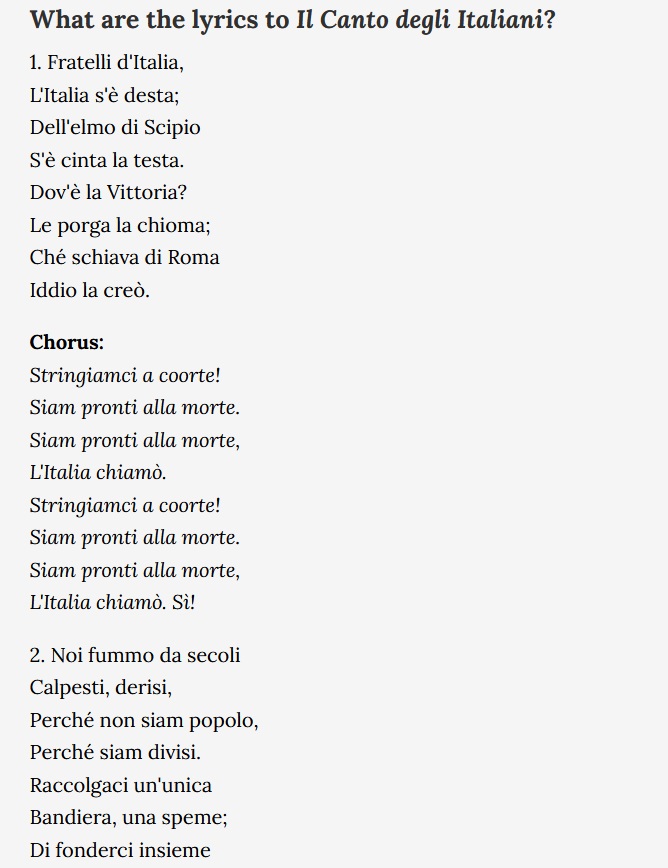 What are the lyrics to Il Canto degli Italiani?
1. Fratelli d'Italia,
L'Italia s'è desta;
Dell'elmo di Scipio
S'è cinta la testa.
Dov'è la Vittoria?
Le porga la chioma;
Ché schiava di Roma
Iddio la creò.
Chorus:
Stringiamci a coorte!
Siam pronti alla morte.
Siam pronti alla morte,
L'Italia chiamò.
Stringiamci a coorte!
Siam pronti alla morte.
Siam pronti alla morte,
L'Italia chiamò. Sì!
2. Noi fummo da secoli
Calpesti, derisi,
Perché non siam popolo,
Perché siam divisi.
Raccolgaci un'unica
Bandiera, una speme;
Di fonderci insieme